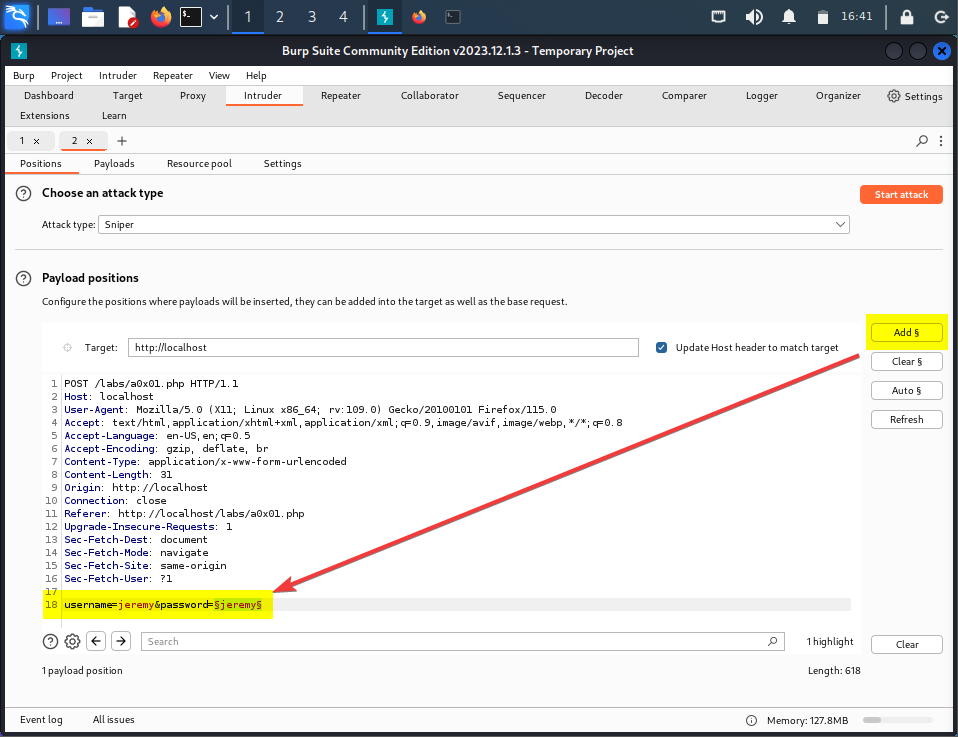 1 2 3 4 16:41
Burp Suite Community Edition v2023.12.1.3 - Temporary Project
Burp Project Intruder Repeater View Help
Dashboard Target Proxy Intruder Repeater Collaborator Sequencer Decoder Comparer Logger Organizer Settings
Extensions Learn
1 × 2 × +
Positions Payloads Resource pool Settings
? Choose an attack type Start attack
Attack type: Sniper
? Payload positions
Configure the positions where payloads will be inserted, they can be added into the target as well as the base request.
Add §
Target: http://localhost Update Host header to match target
Clear §
Auto §
Refresh
1 POST /labs/a0x01.php HTTP/1.1
2 Host: localhost
3 User-Agent: Mozilla/5.0 (X11; Linux x86_64; rv:109.0) Gecko/20100101 Firefox/115.0
4 Accept: text/html,application/xhtml+xml,application/xml;q=0.9,image/avif,image/webp,*/*;q=0.8
5 Accept-Language: en-US,en;q=0.5
6 Accept-Encoding: gzip, deflate, br
7 Content-Type: application/x-www-form-urlencoded
8 Content-Length: 31
9 Origin: http://localhost
10 Connection: close
11 Referer: http://localhost/labs/a0x01.php
12 Upgrade-Insecure-Requests: 1
13 Sec-Fetch-Dest: document
14 Sec-Fetch-Mode: navigate
15 Sec-Fetch-Site: same-origin
16 Sec-Fetch-User: ?1
17
18 username=jeremy&password=§jeremy§
? Search 1 highlight Clear
1 payload position Length: 618
Event log All issues Memory: 127.8MB